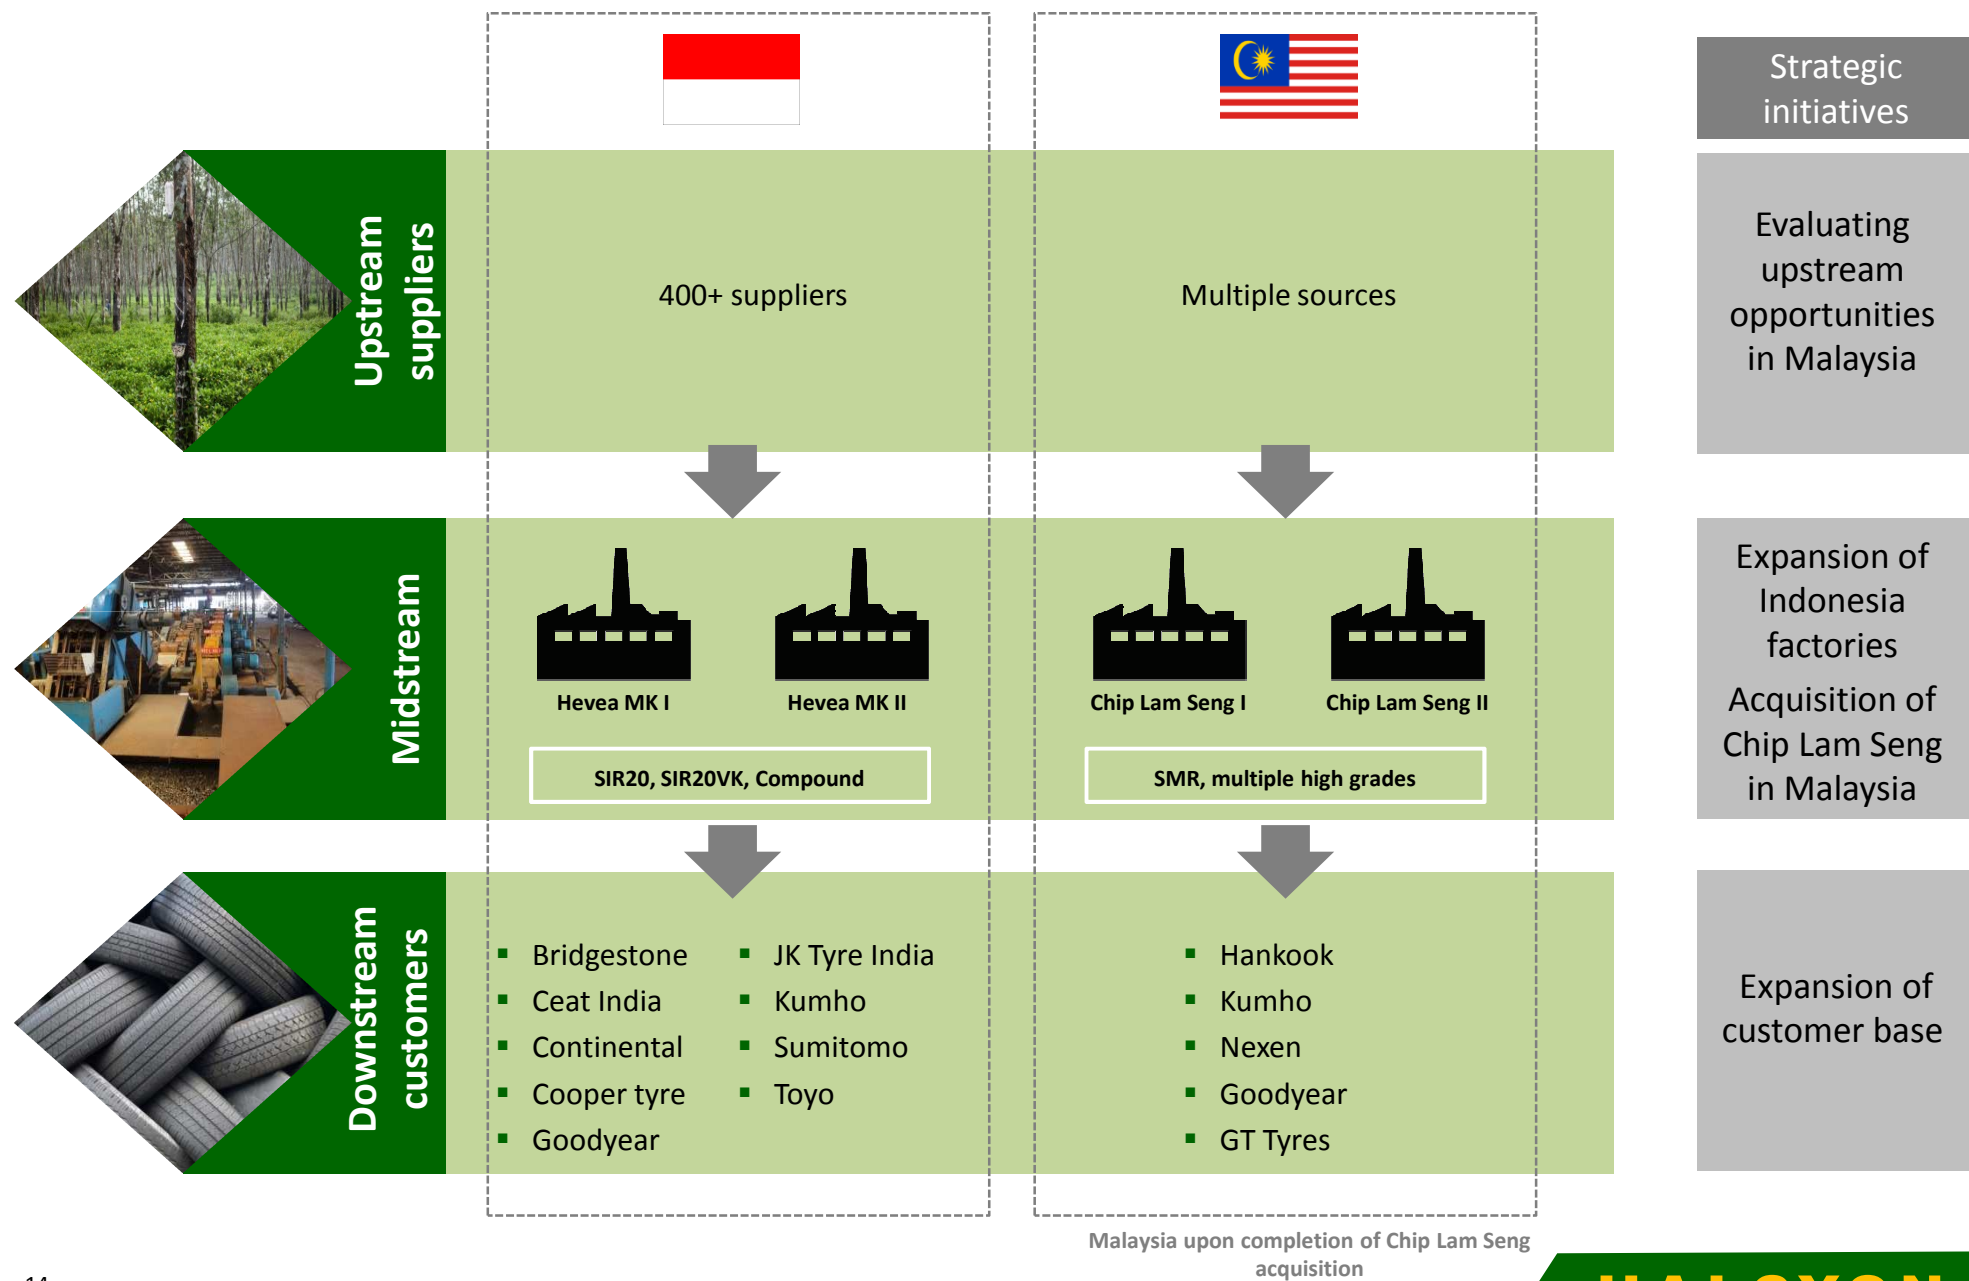 Strategic
initiatives
Upstream
suppliers
400+ suppliers
Multiple sources
Evaluating
upstream
opportunities
in Malaysia
Midstream
Hevea MK I
Hevea MK II
Chip Lam Seng I
Chip Lam Seng II
SIR20, SIR20VK, Compound
SMR, multiple high grades
Expansion of
Indonesia
factories
Acquisition of
Chip Lam Seng
in Malaysia
Downstream
customers
▪ Bridgestone
▪ Ceat India
▪ Continental
▪ Cooper tyre
▪ Goodyear
▪ JK Tyre India
▪ Kumho
▪ Sumitomo
▪ Toyo
▪ Hankook
▪ Kumho
▪ Nexen
▪ Goodyear
▪ GT Tyres
Expansion of
customer base
Malaysia upon completion of Chip Lam Seng
acquisition
14
HALCYON